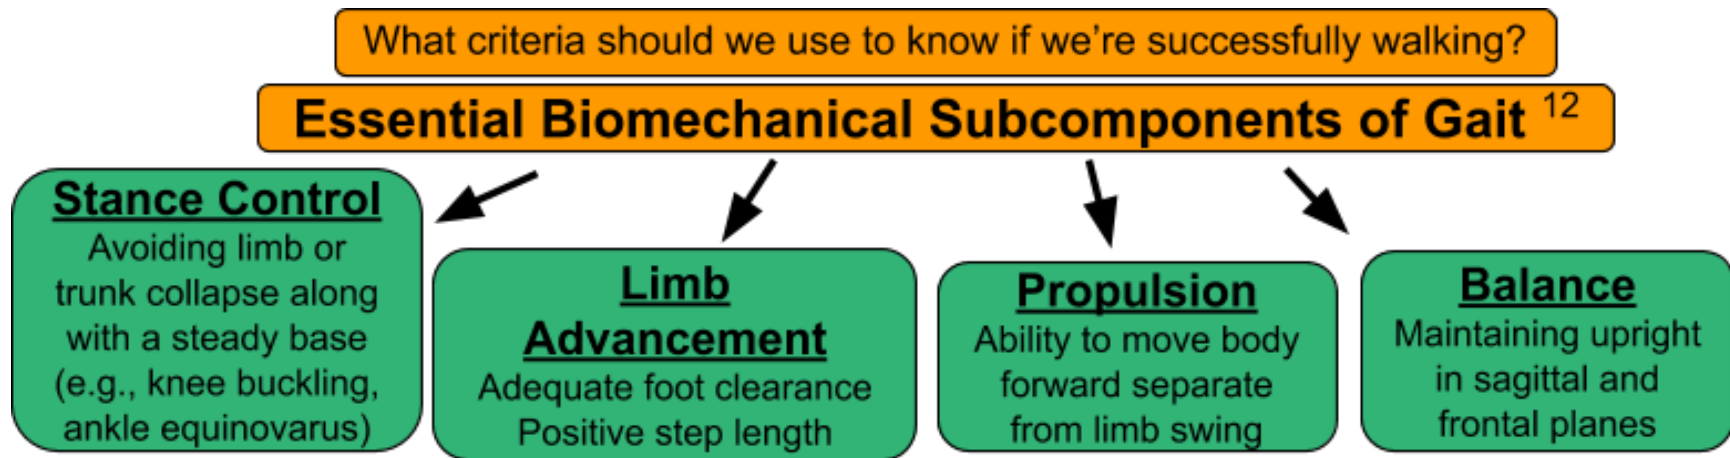 What criteria should we use to know if we're successfully walking?
Essential Biomechanical Subcomponents of Gait 12
Stance Control
Avoiding limb or
trunk collapse along
with a steady base
(e.g., knee buckling,
ankle equinovarus)
Limb
Advancement
Adequate foot clearance
Positive step length
Propulsion
Ability to move body
forward separate
from limb swing
Balance
Maintaining upright
in sagittal and
frontal planes